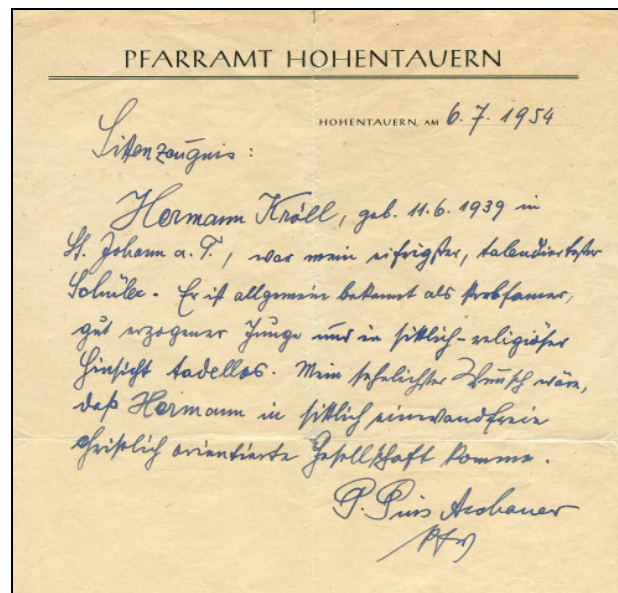 PFARRAMT HOHENTAUERN
HOHENTAUERN, AM 6.7.1954
Sittenzeugnis:
Hermann Kröll, geb. 11.6.1939 in
St. Johann a. T., war mein eifrigster, talendiertester
Schüler. Er ist allgemein bekannt als strebsamer,
gut erzogener Junge und in sittlich-religiöser
Hinsicht tadellos. Mein sehnlichster Wunsch wäre,
daß Hermann in sittlich einwandfreie
christlich orientierte Gesellschaft komme.
P. Pius Aschauer
Pfr